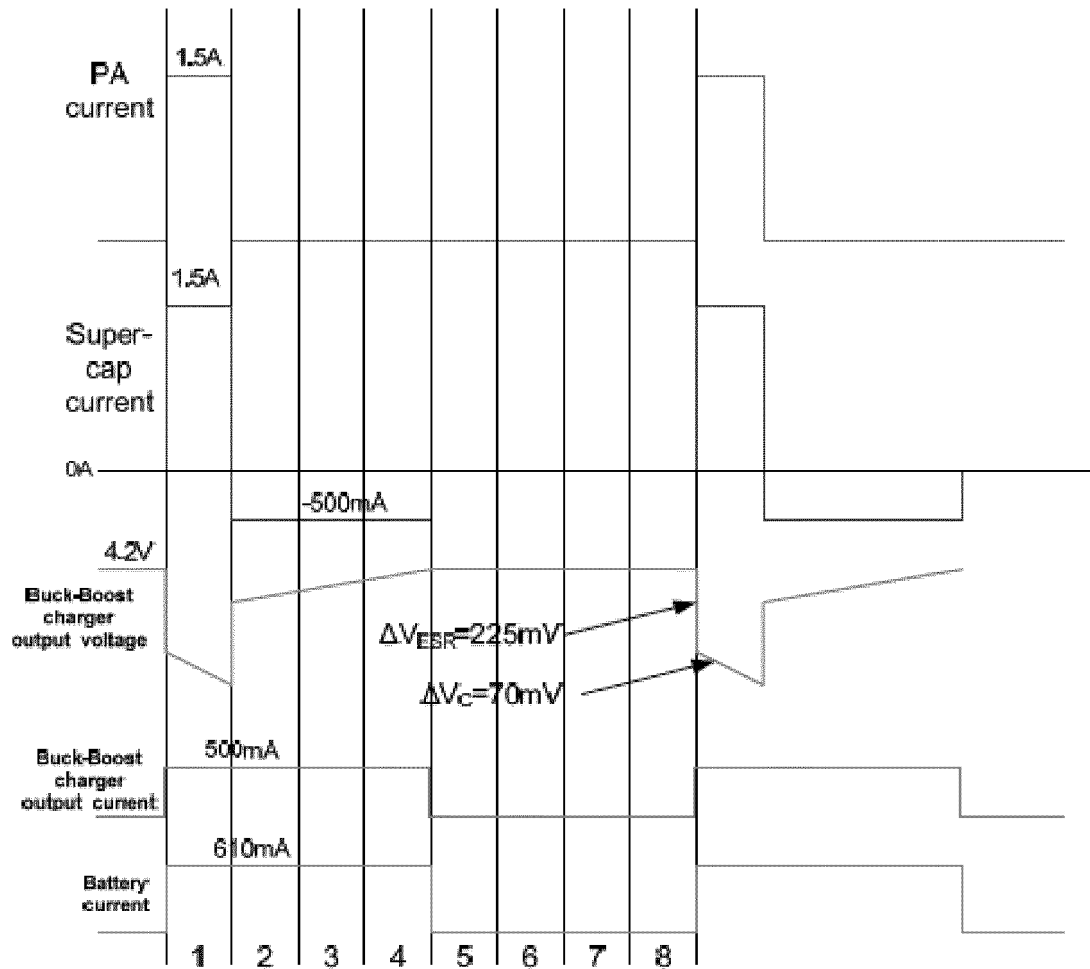 1.5A
PA
current
1.5A
Super-
cap
current
0A
-500mA
4.2V
Buck-Boost
charger
output voltage
ΔV_ESR=225mV
ΔV_C=70mV
500mA
Buck-Boost
charger
output current
610mA
Battery
current
1 2 3 4 5 6 7 8